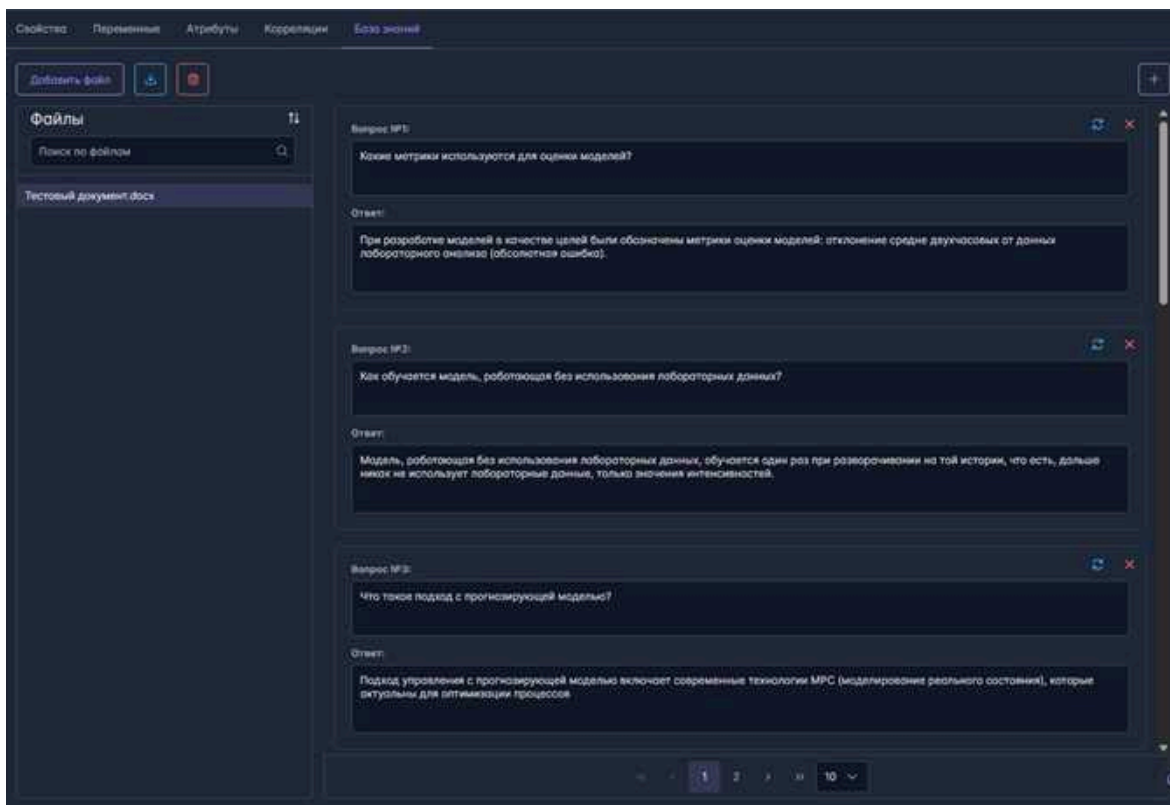 Свойства Переменные Атрибуты Корреляции База знаний
Добавить файл
Файлы
Поиск по файлам
Тестовый документ.docx
Вопрос №1:
Какие метрики используются для оценки моделей?
Ответ:
При разработке моделей в качестве целей были обозначены метрики оценки моделей: отклонение средне двухчасовых от данных
лабораторного анализа (абсолютная ошибка).
Вопрос №2:
Как обучается модель, работающая без использования лабораторных данных?
Ответ:
Модель, работающая без использования лабораторных данных, обучается один раз при разворачивании на той истории, что есть, дальше
никак не использует лабораторные данные, только значения интенсивностей.
Вопрос №3:
Что такое подход с прогнозирующей моделью?
Ответ:
Подход управления с прогнозирующей моделью включает современные технологии МРС (моделирование реального состояния), которые
актуальны для оптимизации процессов
1 2 10